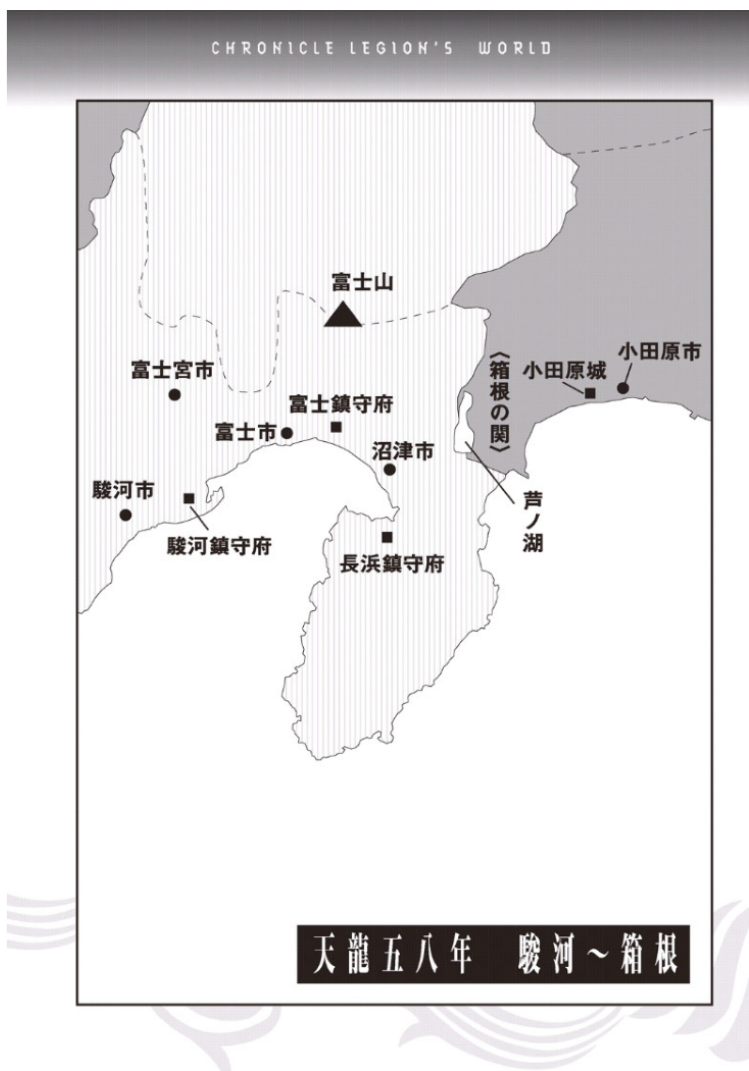 CHRONICLE LEGION'S WORLD
富士山
富士宮市
富士鎮守府
富士市
沼津市
駿河市
駿河鎮守府
長浜鎮守府
〈箱根の関〉
小田原城
小田原市
芦ノ湖
天龍五八年 駿河～箱根